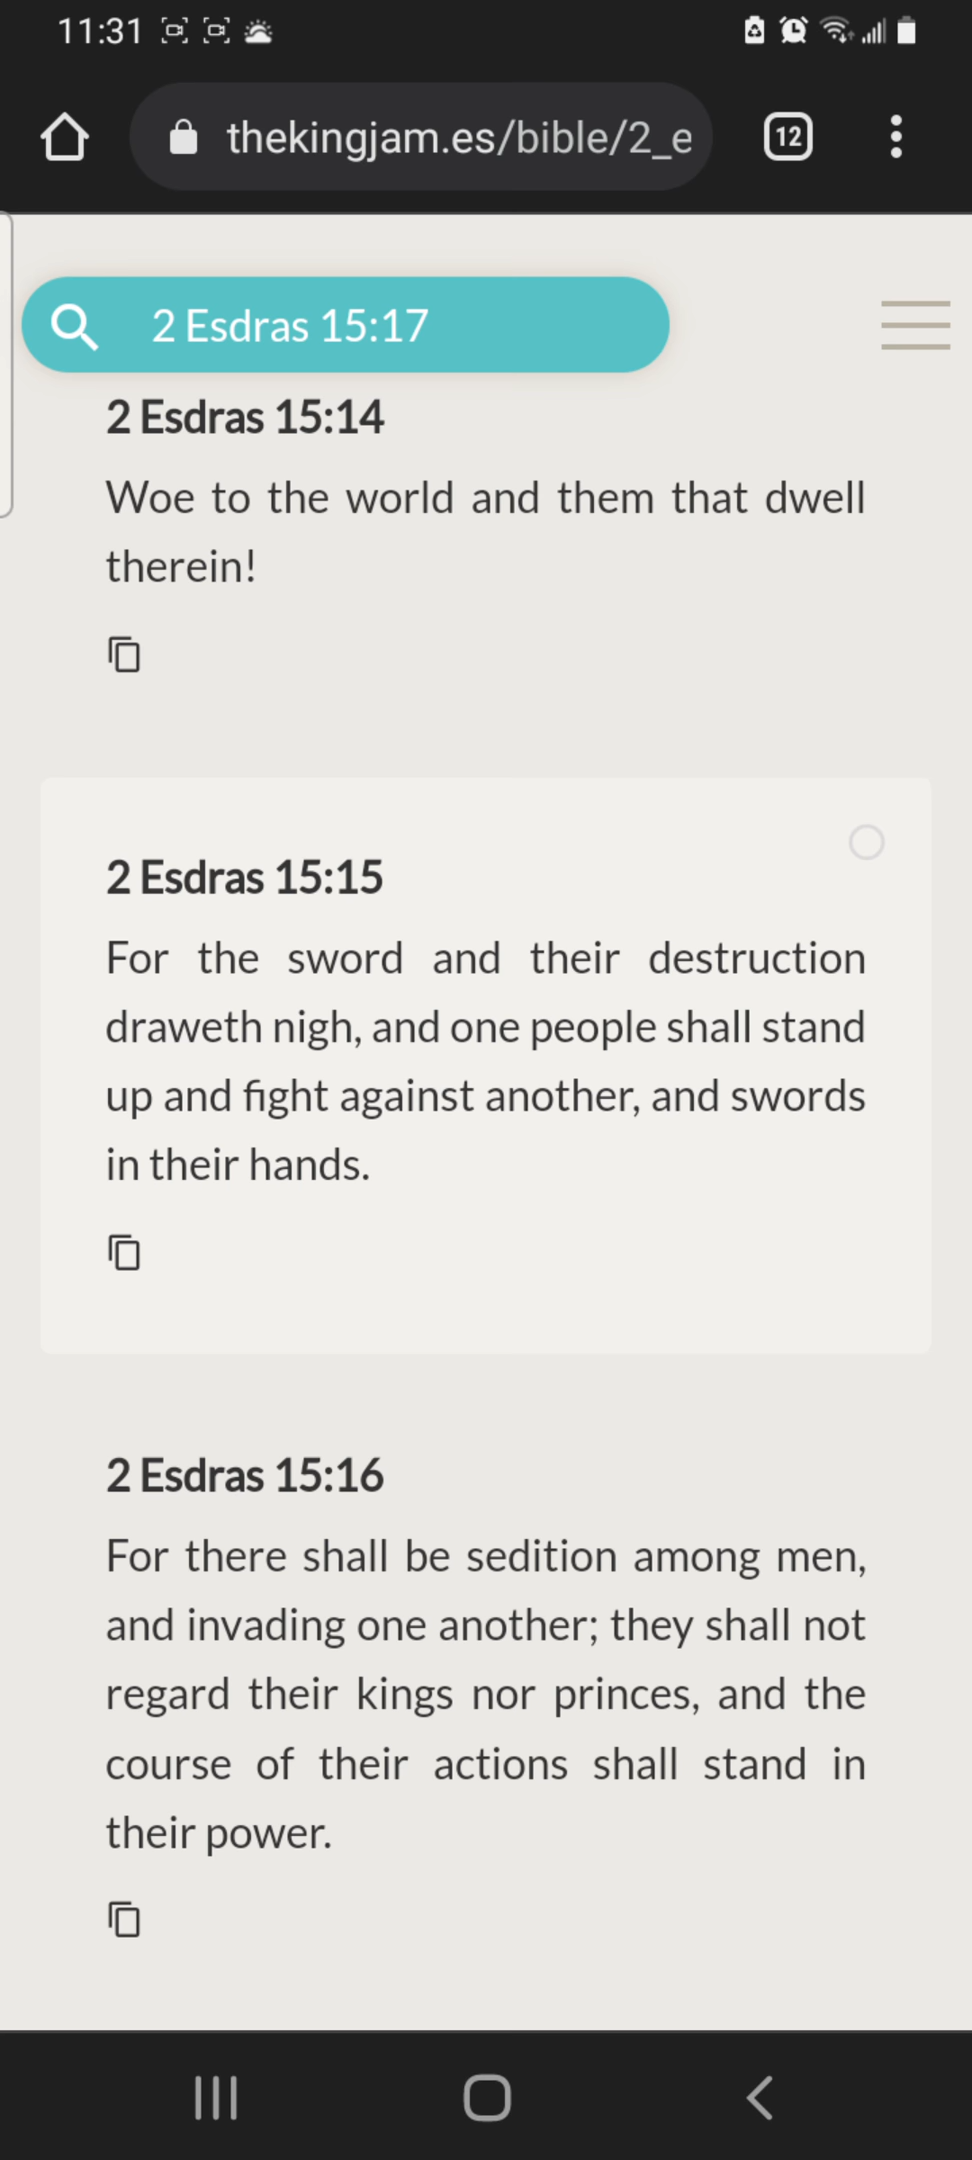 11:31
thekingjam.es/bible/2_e
12
2 Esdras 15:17
2 Esdras 15:14
Woe to the world and them that dwell
therein!
2 Esdras 15:15
For the sword and their destruction
draweth nigh, and one people shall stand
up and fight against another, and swords
in their hands.
2 Esdras 15:16
For there shall be sedition among men,
and invading one another; they shall not
regard their kings nor princes, and the
course of their actions shall stand in
their power.